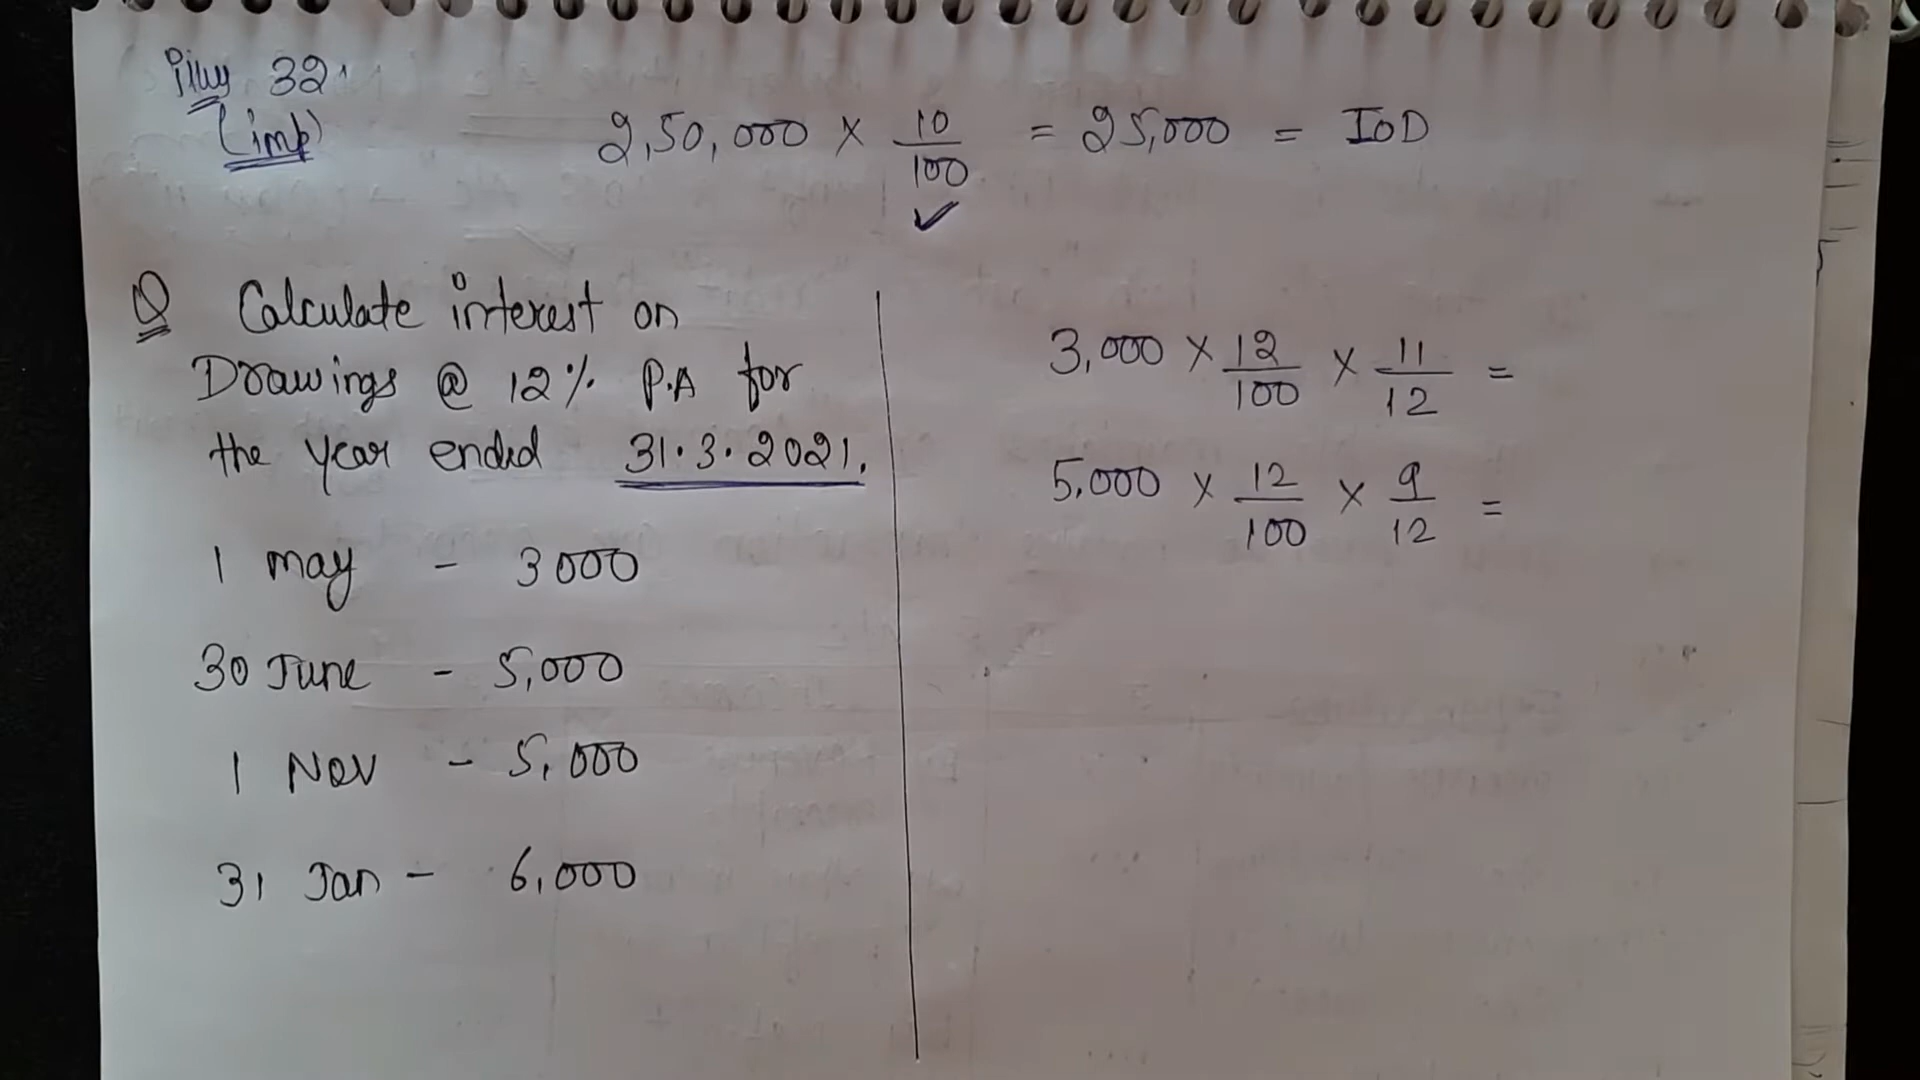 illus 32.
(imp)
2,50,000 × 10/100 = 25,000 = IOD
✓
Q Calculate interest on
Drawings @ 12% P.A for
the year ended 31.3.2021.
1 may - 3000
30 June - 5,000
1 Nov - 5,000
31 Jan - 6,000
3,000 × 12/100 × 11/12 =
5,000 × 12/100 × 9/12 =